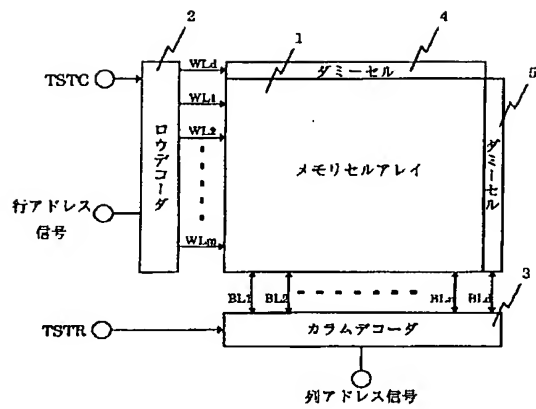 2
1
4
5
TSTC
WLd
ダミーセル
WL1
WL2
ロウデコーダ
メモリセルアレイ
ダミーセル
行アドレス
信号
WLm
BL1
BL2
BLn
BLd
3
TSTR
カラムデコーダ
列アドレス信号